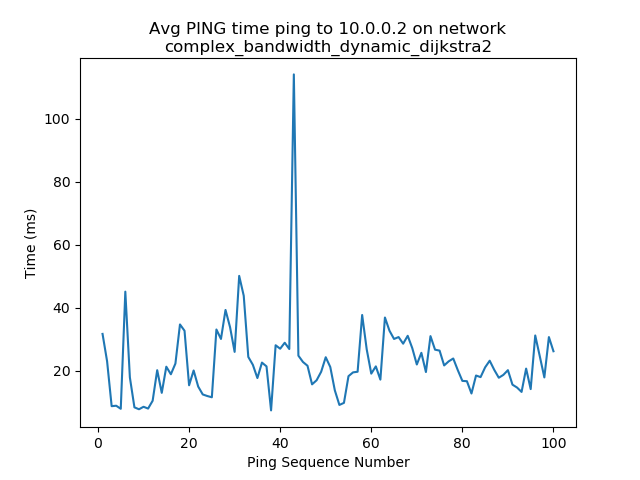 Avg PING time ping to 10.0.0.2 on network
complex_bandwidth_dynamic_dijkstra2
Time (ms)
100
80
60
40
20
0 20 40 60 80 100
Ping Sequence Number